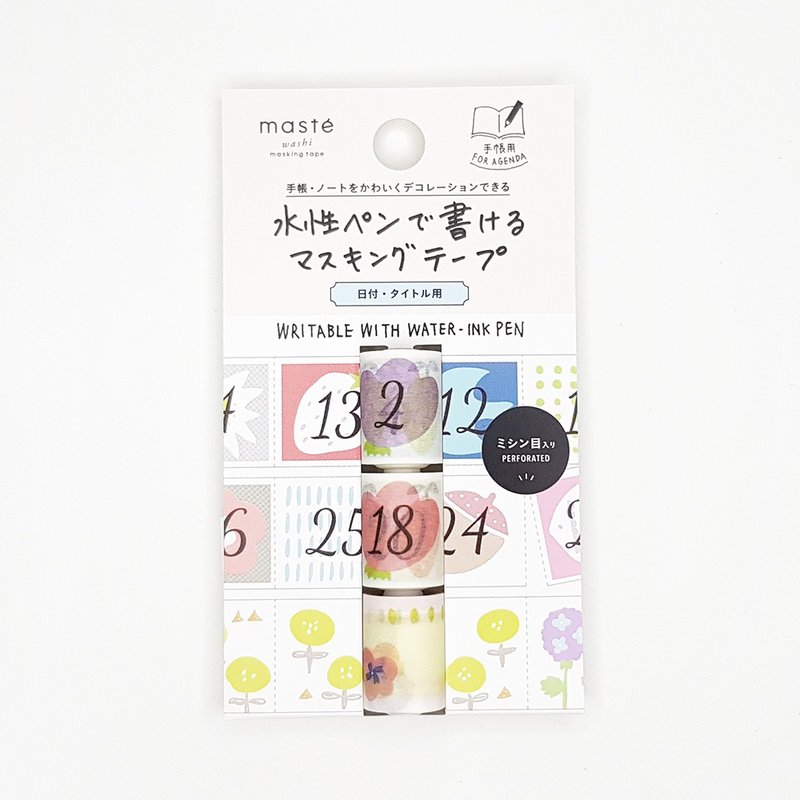 masté
washi
masking tape
手帳用
FOR AGENDA
手帳・ノートをかわいくデコレーションできる
水性ペンで書ける
マスキングテープ
日付・タイトル用
WRITABLE WITH WATER-INK PEN
13 2 12
ミシン目入り
PERFORATED
6 25 18 24